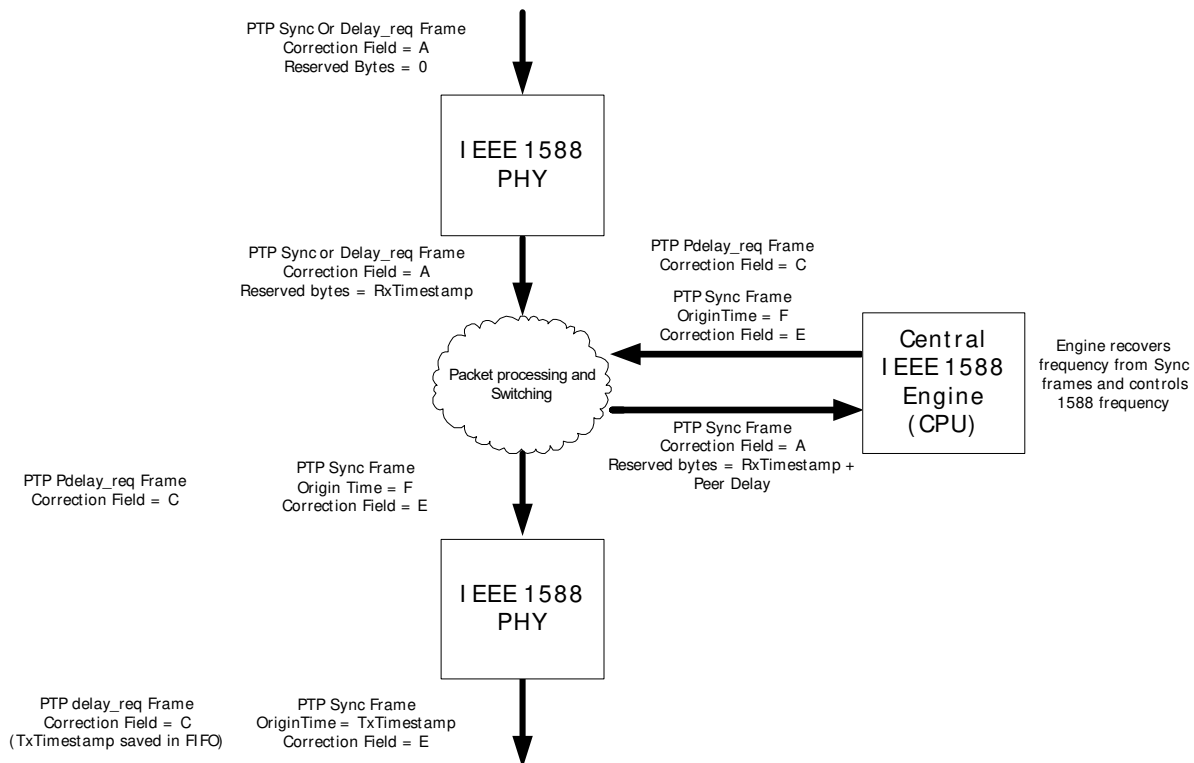 PTP Sync Or Delay_req Frame
Correction Field = A
Reserved Bytes = 0
IEEE 1588
PHY
PTP Sync or Delay_req Frame
Correction Field = A
Reserved bytes = RxTimestamp
PTP Pdelay_req Frame
Correction Field = C
PTP Sync Frame
OriginTime = F
Correction Field = E
Packet processing and
Switching
Central
IEEE 1588
Engine
(CPU)
Engine recovers
frequency from Sync
frames and controls
1588 frequency
PTP Sync Frame
Correction Field = A
Reserved bytes = RxTimestamp +
Peer Delay
PTP Pdelay_req Frame
Correction Field = C
PTP Sync Frame
Origin Time = F
Correction Field = E
IEEE 1588
PHY
PTP delay_req Frame
Correction Field = C
(TxTimestamp saved in FIFO)
PTP Sync Frame
OriginTime = TxTimestamp
Correction Field = E